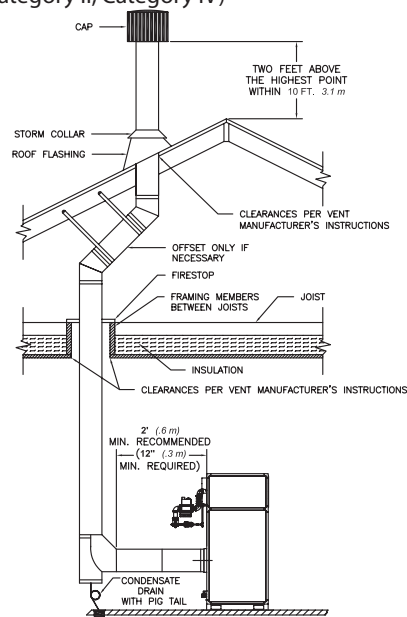 ategory II, Category IV)
CAP
TWO FEET ABOVE
THE HIGHEST POINT
WITHIN 10 FT. 3.1 m
STORM COLLAR
ROOF FLASHING
CLEARANCES PER VENT
MANUFACTURER'S INSTRUCTIONS
OFFSET ONLY IF
NECESSARY
FIRESTOP
FRAMING MEMBERS
BETWEEN JOISTS
JOIST
INSULATION
CLEARANCES PER VENT MANUFACTURER'S INSTRUCTIONS
2' (.6 m)
MIN. RECOMMENDED
(12" (.3 m)
MIN. REQUIRED)
CONDENSATE
DRAIN
WITH PIG TAIL